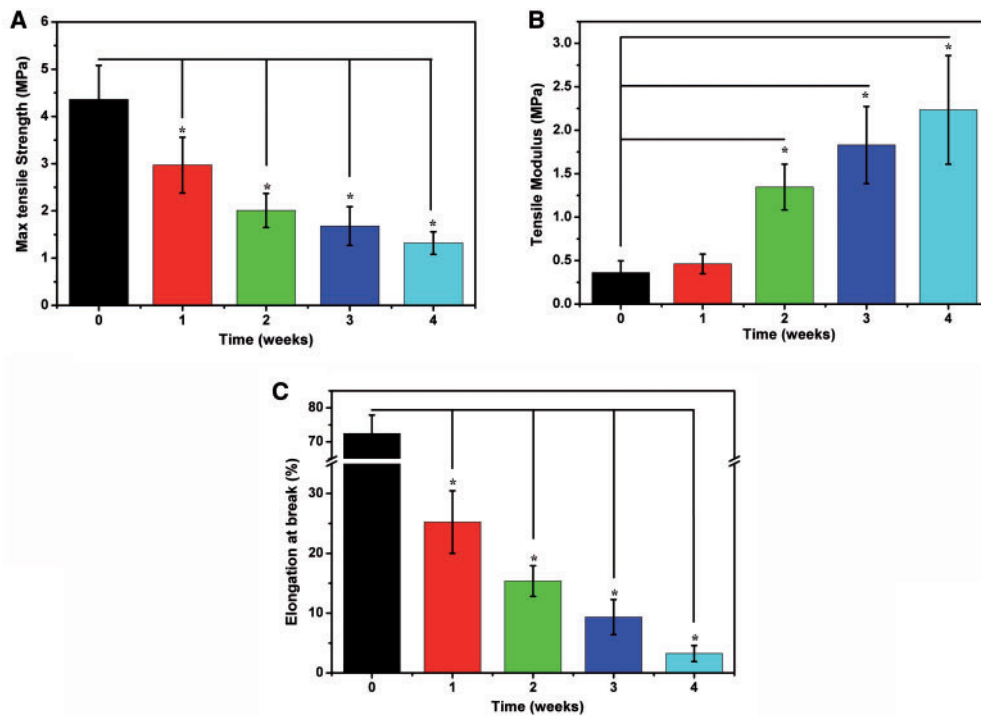 A
Max tensile Strength (MPa)
6
5
4
3
2
1
0
* * * *
0 1 2 3 4
Time (weeks)
B
Tensile Modulus (MPa)
3.0
2.5
2.0
1.5
1.0
0.5
0.0
* * *
0 1 2 3 4
Time (weeks)
C
Elongation at break (%)
80
70
30
20
10
0
* * * *
0 1 2 3 4
Time (weeks)